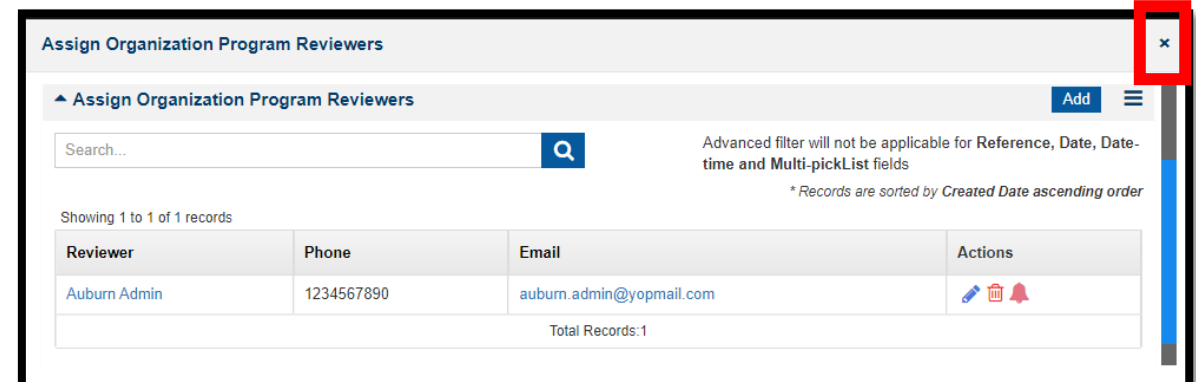 Assign Organization Program Reviewers
×
Assign Organization Program Reviewers
Add
Search...
Advanced filter will not be applicable for Reference, Date, Date-
time and Multi-pickList fields
* Records are sorted by Created Date ascending order
Showing 1 to 1 of 1 records
Reviewer Phone Email Actions
Auburn Admin 1234567890 auburn.admin@yopmail.com
Total Records:1